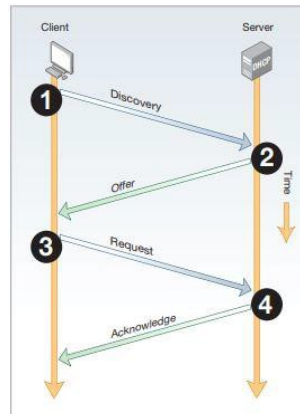 Client
Server
DHCP
1
Discovery
2
Offer
Time
3
Request
4
Acknowledge